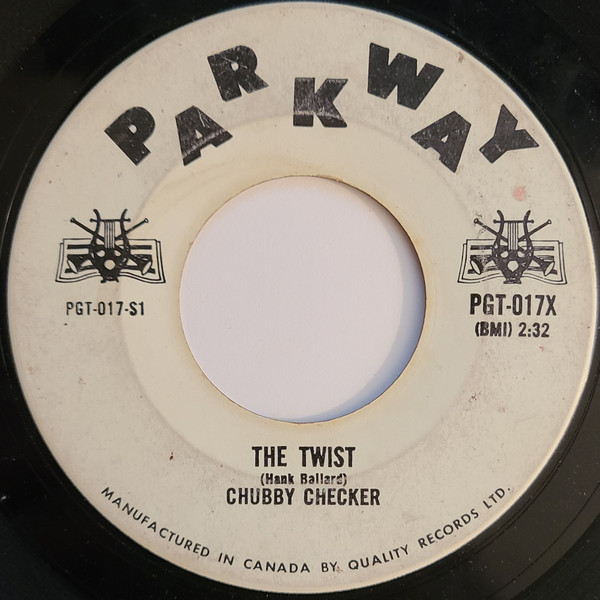 PARKWAY
PGT-017-S1
PGT-017X
(BMI) 2:32
THE TWIST
(Hank Ballard)
CHUBBY CHECKER
MANUFACTURED IN CANADA BY QUALITY RECORDS LTD.